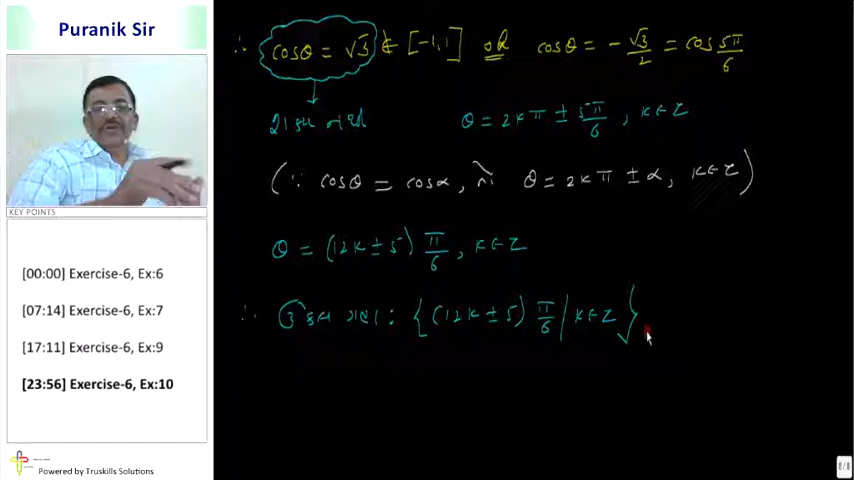 Puranik Sir
KEY POINTS
[00:00] Exercise-6, Ex:6
[07:14] Exercise-6, Ex:7
[17:11] Exercise-6, Ex:9
[23:56] Exercise-6, Ex:10
Powered by Truskills Solutions
∴ cosθ = √3 ∉ [-1,1] or cosθ = -√3/2 = cos 5π/6
θ = 2kπ ± 5π/6, k∈Z
(∵ cosθ = cosα, θ = 2kπ ± α, k∈Z)
θ = (12k ± 5) π/6, k∈Z
∴ : {(12k ± 5) π/6 | k∈Z}
8/8